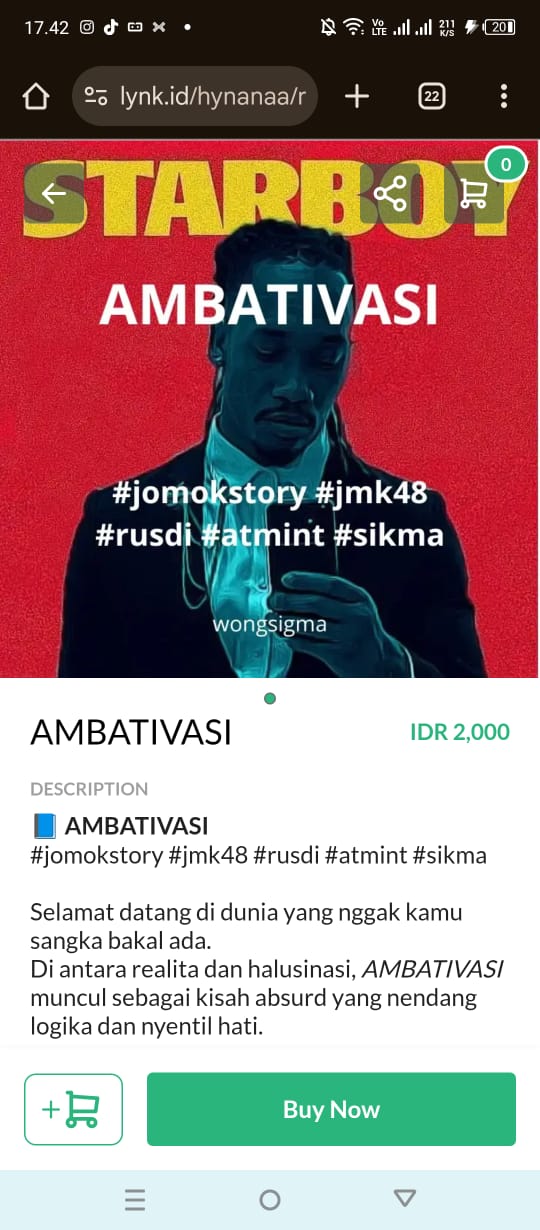 17.42
Vo
LTE
211
K/S
20
lynk.id/hynanaa/r
22
STARBOY
0
AMBATIVASI
#jomokstory #jmk48
#rusdi #atmint #sikma
wongsigma
AMBATIVASI
IDR 2,000
DESCRIPTION
📘 AMBATIVASI
#jomokstory #jmk48 #rusdi #atmint #sikma
Selamat datang di dunia yang nggak kamu
sangka bakal ada.
Di antara realita dan halusinasi, AMBATIVASI
muncul sebagai kisah absurd yang nendang
logika dan nyentil hati.
Buy Now